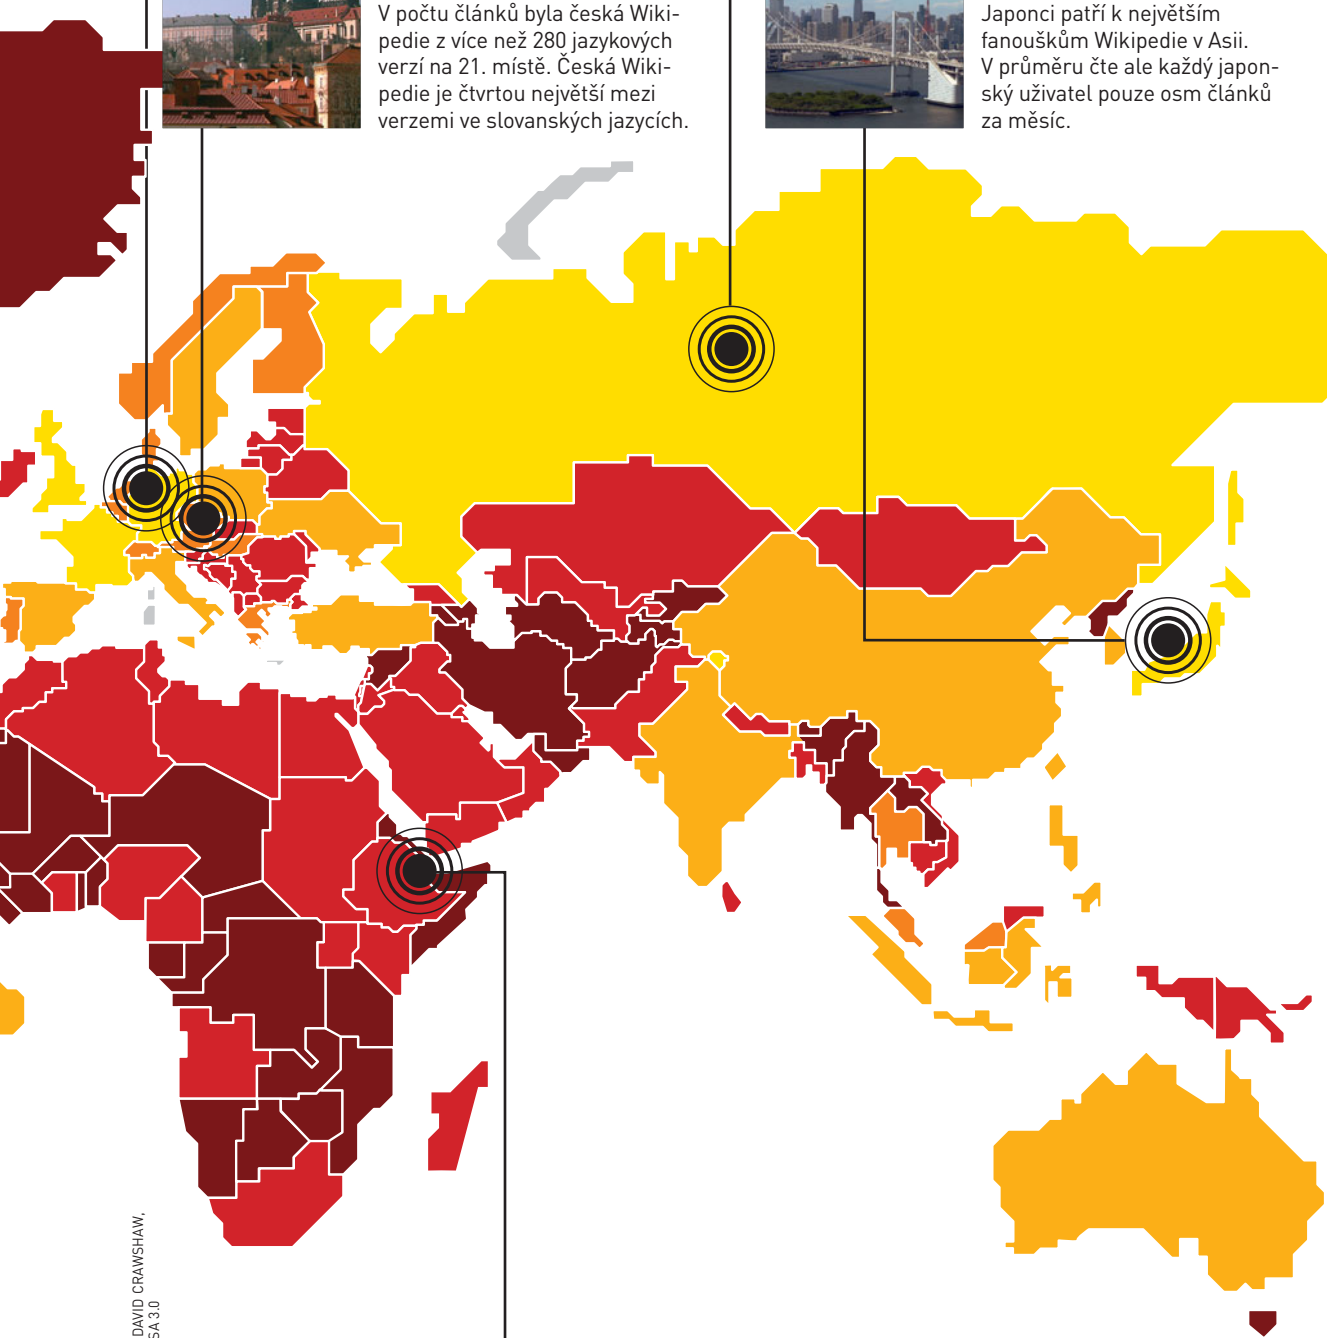 V počtu článků byla česká Wiki-
pedie z více než 280 jazykových
verzí na 21. místě. Česká Wiki-
pedie je čtvrtou největší mezi
verzemi ve slovanských jazycích.
Japonci patří k největším
fanouškům Wikipedie v Asii.
V průměru čte ale každý japon-
ský uživatel pouze osm článků
za měsíc.
DAVID CRAWSHAW,
SA 3.0